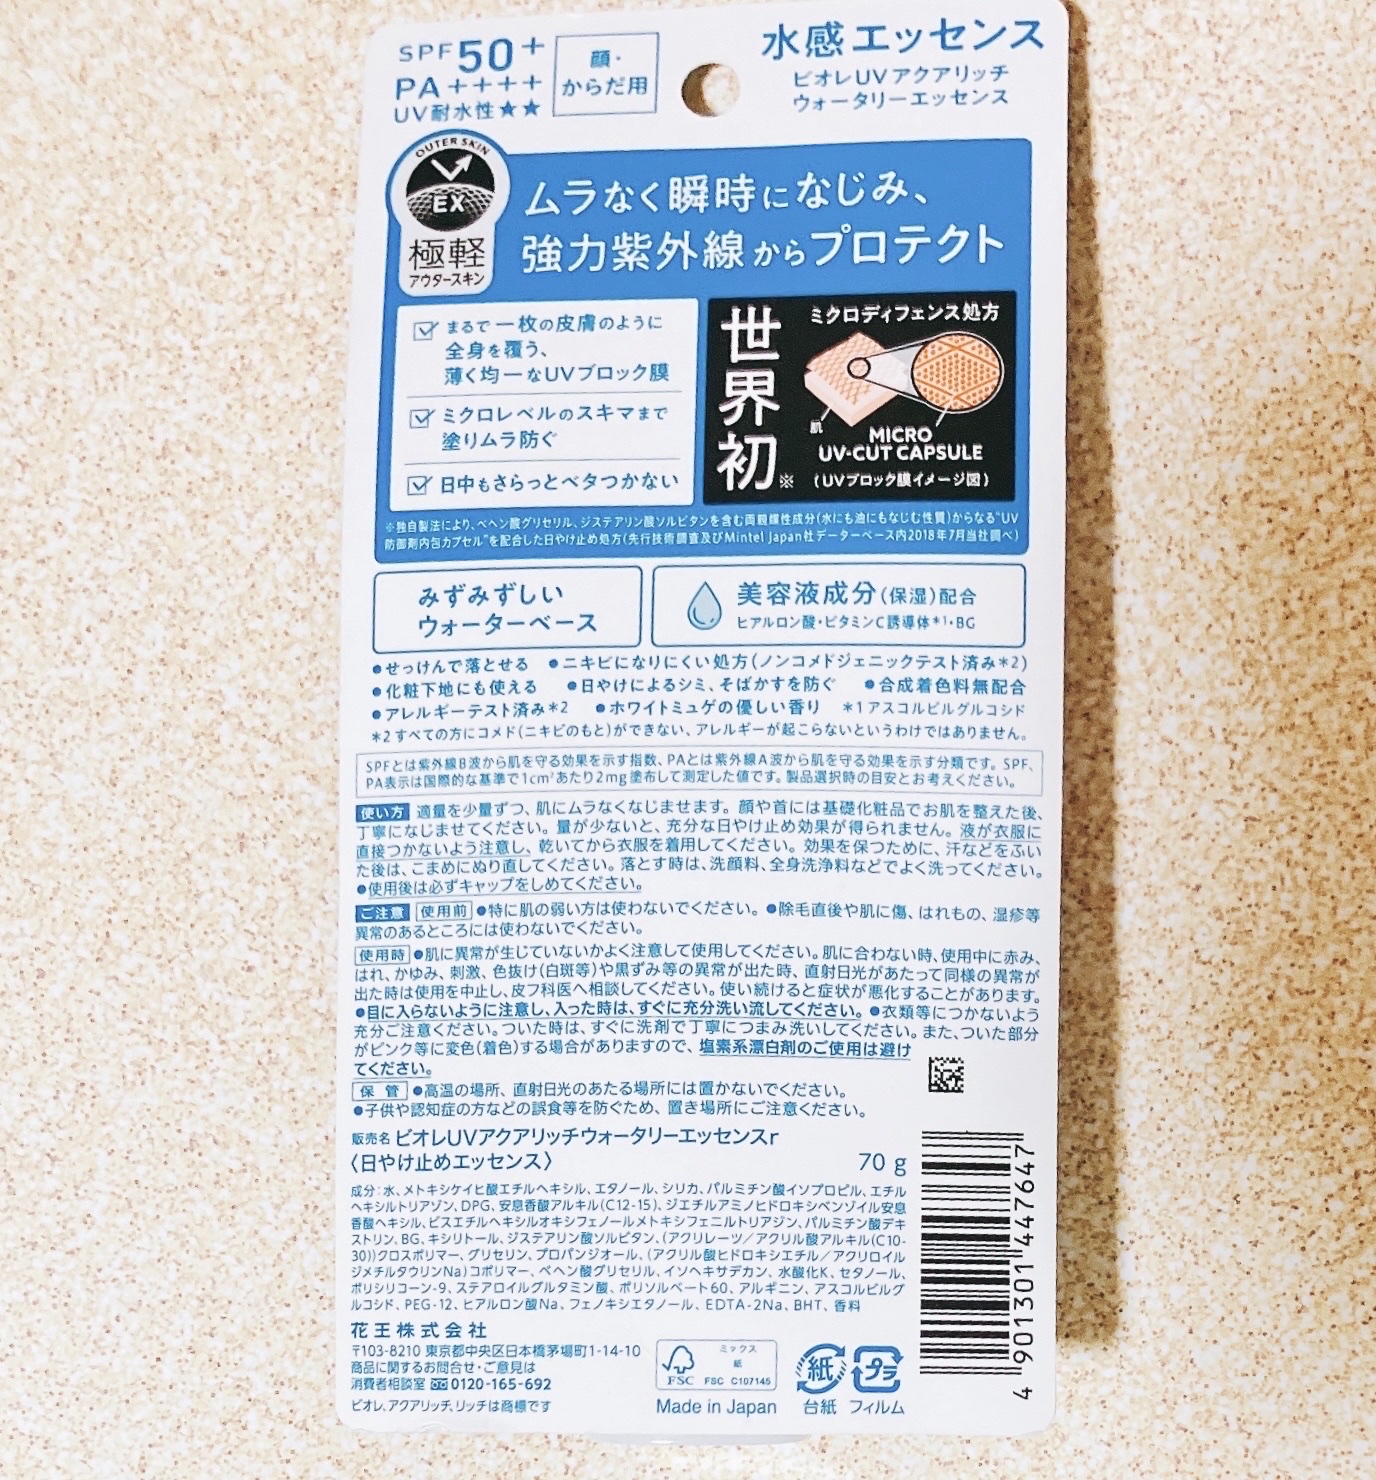 SPF50+
PA++++
UV耐水性★★
顔・
からだ用
水感エッセンス
ビオレUV アクアリッチ
ウォータリーエッセンス
OUTER SKIN
EX
極軽
アウタースキン
ムラなく瞬時になじみ、
強力紫外線からプロテクト
まるで一枚の皮膚のように
全身を覆う、
薄く均一なUVブロック膜
ミクロレベルのスキマまで
塗りムラ防ぐ
日中もさらっとベタつかない
世界初※
ミクロディフェンス処方
肌
MICRO
UV-CUT CAPSULE
(UVブロック膜イメージ図)
※独自製法により、ベヘン酸グリセリル、ジステアリン酸ソルビタンを含む両親媒性成分(水にも油にもなじむ性質)からなる"UV
防御剤内包カプセル"を配合した日やけ止め処方(先行技術調査及びMintel Japan社データーベース内2018年7月当社調べ)
みずみずしい
ウォーターベース
美容液成分(保湿)配合
ヒアルロン酸・ビタミンC誘導体*1・BG
●せっけんで落とせる ●ニキビになりにくい処方(ノンコメドジェニックテスト済み*2)
●化粧下地にも使える ●日やけによるシミ、そばかすを防ぐ ●合成着色料無配合
●アレルギーテスト済み*2 ●ホワイトミュゲの優しい香り *1 アスコルビルグルコシド
*2 すべての方にコメド(ニキビのもと)ができない、アレルギーが起こらないというわけではありません。
SPFとは紫外線B波から肌を守る効果を示す指数、PAとは紫外線A波から肌を守る効果を示す分類です。SPF、
PA表示は国際的な基準で1cm²あたり2mg塗布して測定した値です。製品選択時の目安とお考えください。
使い方 適量を少量ずつ、肌にムラなくなじませます。顔や首には基礎化粧品でお肌を整えた後、
丁寧になじませてください。量が少ないと、充分な日やけ止め効果が得られません。液が衣服に
直接つかないよう注意し、乾いてから衣服を着用してください。効果を保つために、汗などをふい
た後は、こまめにぬり直してください。落とす時は、洗顔料、全身洗浄料などでよく洗ってください。
●使用後は必ずキャップをしめてください。
ご注意 使用前 ●特に肌の弱い方は使わないでください。●除毛直後や肌に傷、はれもの、湿疹等
異常のあるところには使わないでください。
使用時 ●肌に異常が生じていないかよく注意して使用してください。肌に合わない時、使用中に赤み、
はれ、かゆみ、刺激、色抜け(白斑等)や黒ずみ等の異常が出た時、直射日光があたって同様の異常が
出た時は使用を中止し、皮フ科医へ相談してください。使い続けると症状が悪化することがあります。
●目に入らないように注意し、入った時は、すぐに充分洗い流してください。●衣類等につかないよう
充分ご注意ください。ついた時は、すぐに洗剤で丁寧につまみ洗いしてください。また、ついた部分
がピンク等に変色(着色)する場合がありますので、塩素系漂白剤のご使用は避け
てください。
保管 ●高温の場所、直射日光のあたる場所には置かないでください。
●子供や認知症の方などの誤食等を防ぐため、置き場所にご注意ください。
販売名 ビオレUVアクアリッチウォータリーエッセンスr
〈日やけ止めエッセンス〉 70 g
成分:水、メトキシケイヒ酸エチルヘキシル、エタノール、シリカ、パルミチン酸イソプロピル、エチル
ヘキシルトリアゾン、DPG、安息香酸アルキル(C12-15)、ジエチルアミノヒドロキシベンゾイル安息
香酸ヘキシル、ビスエチルヘキシルオキシフェノールメトキシフェニルトリアジン、パルミチン酸デキ
ストリン、BG、キシリトール、ジステアリン酸ソルビタン、(アクリレーツ/アクリル酸アルキル(C10-
30))クロスポリマー、グリセリン、プロパンジオール、(アクリル酸ヒドロキシエチル/アクリロイル
ジメチルタウリンNa)コポリマー、ベヘン酸グリセリル、イソヘキサデカン、水酸化K、セタノール、
ポリシリコーン-9、ステアロイルグルタミン酸、ポリソルベート60、アルギニン、アスコルビルグ
ルコシド、PEG-12、ヒアルロン酸Na、フェノキシエタノール、EDTA-2Na、BHT、香料
花王株式会社
〒103-8210 東京都中央区日本橋茅場町1-14-10
商品に関するお問合せ・ご意見は
消費者相談室 0120-165-692
ビオレ、アクアリッチ、リッチは商標です
FSC
ミックス
紙
FSC C107145
Made in Japan
紙
台紙
プラ
フィルム
4 901301 447647